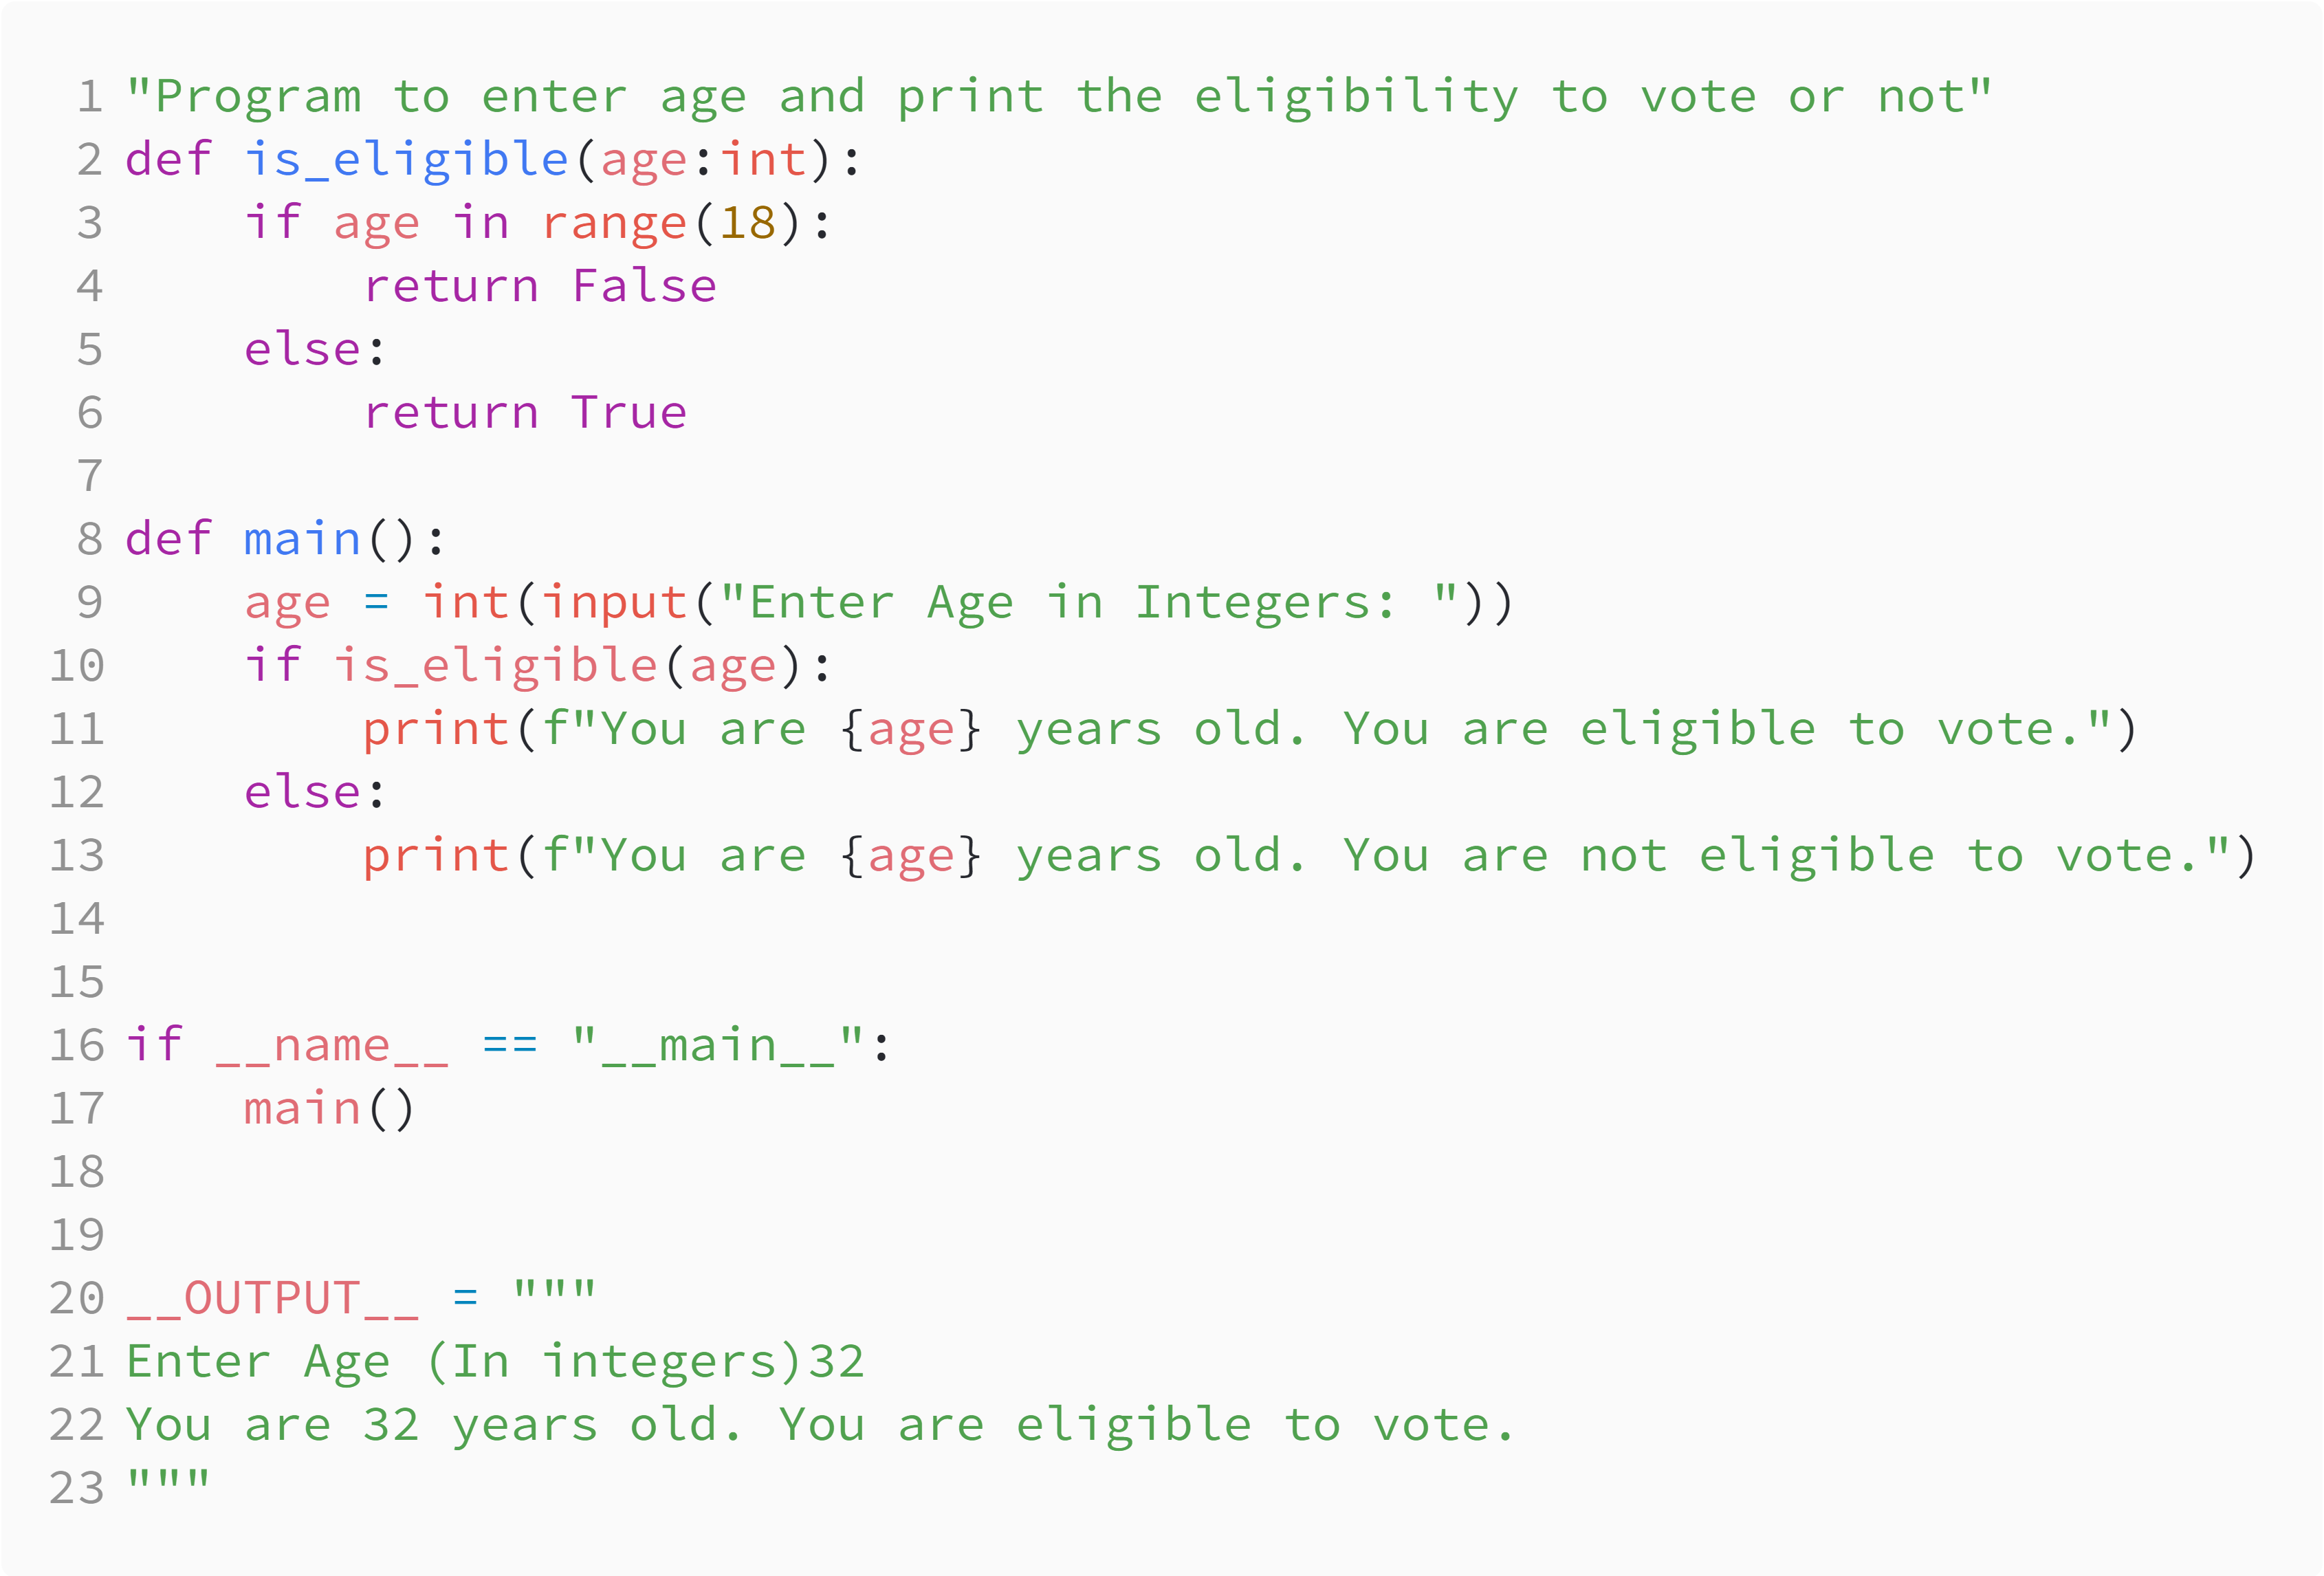 1 "Program to enter age and print the eligibility to vote or not"
2 def is_eligible(age:int):
3     if age in range(18):
4         return False
5     else:
6         return True
7
8 def main():
9     age = int(input("Enter Age in Integers: "))
10     if is_eligible(age):
11         print(f"You are {age} years old. You are eligible to vote.")
12     else:
13         print(f"You are {age} years old. You are not eligible to vote.")
14
15
16 if __name__ == "__main__":
17     main()
18
19
20 __OUTPUT__ = """
21 Enter Age (In integers)32
22 You are 32 years old. You are eligible to vote.
23 """